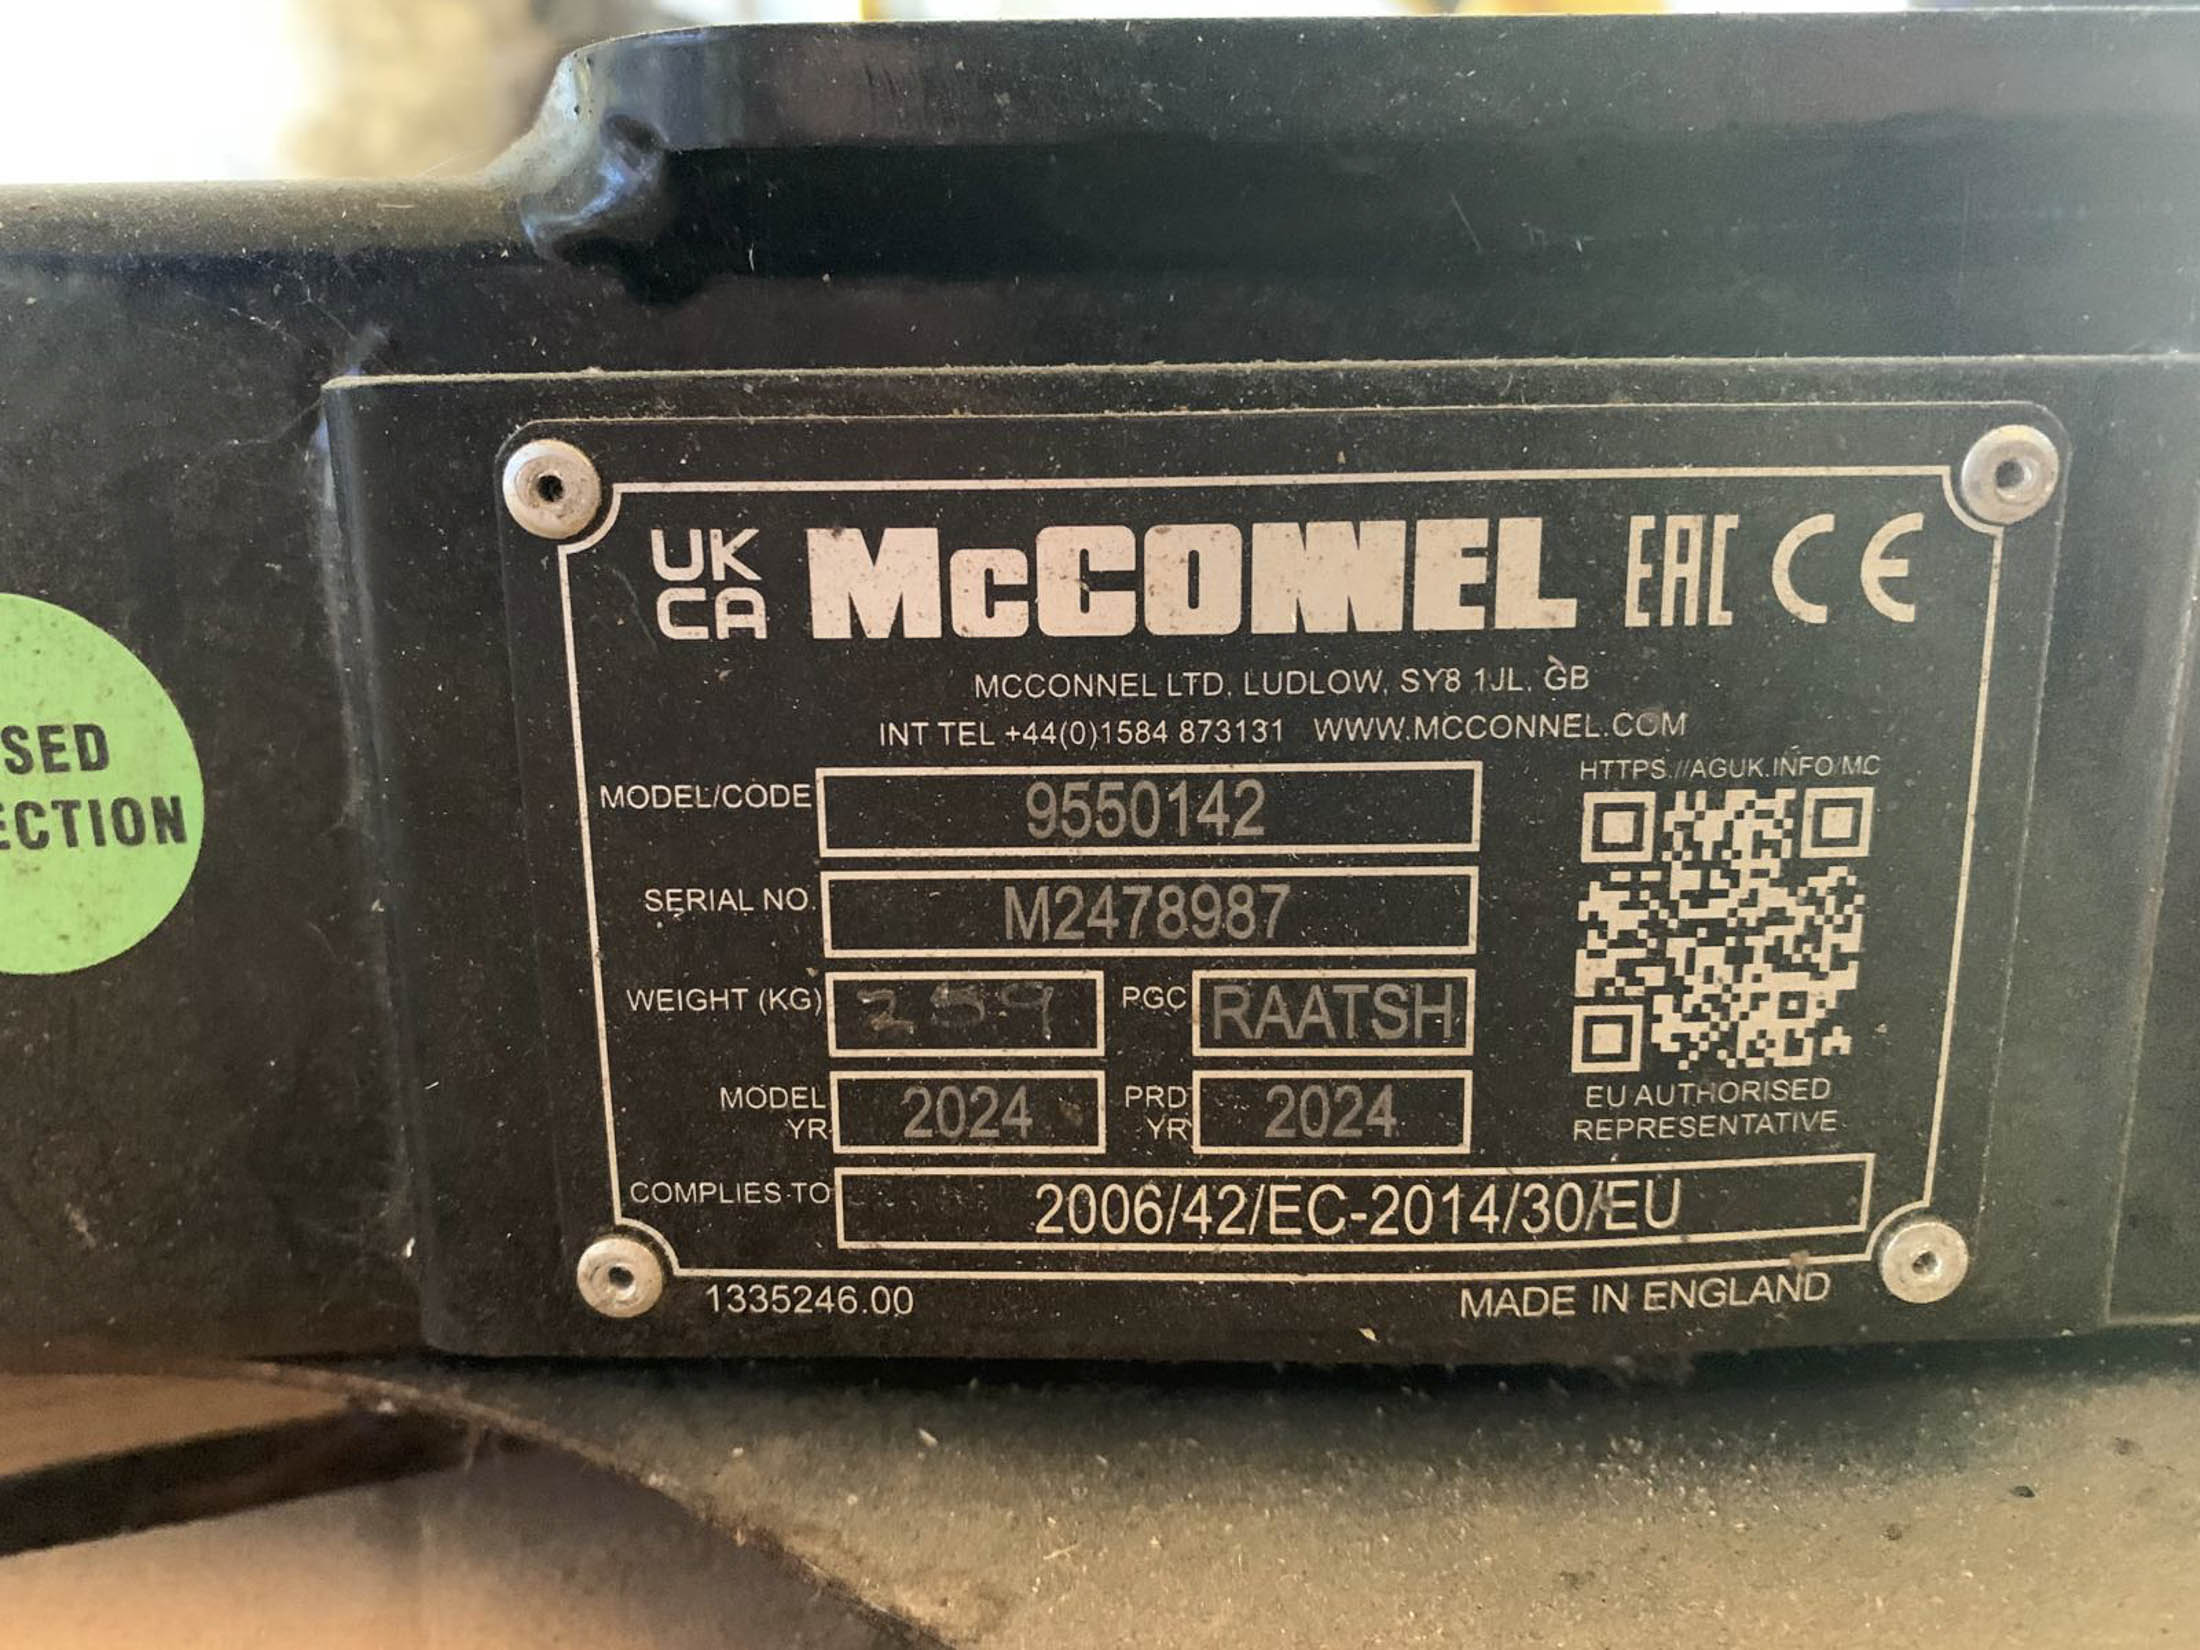 SED
ECTION
UK
CA
McCONNEL
EAC
CE
MCCONNEL LTD, LUDLOW, SY8 1JL, GB
INT TEL +44(0)1584 873131 WWW.MCCONNEL.COM
HTTPS://AGUK.INFO/MC
MODEL/CODE 9550142
SERIAL NO. M2478987
WEIGHT (KG) 259 PGC RAATSH
MODEL YR 2024 PRD YR 2024
EU AUTHORISED
REPRESENTATIVE
COMPLIES TO 2006/42/EC-2014/30/EU
1335246.00 MADE IN ENGLAND